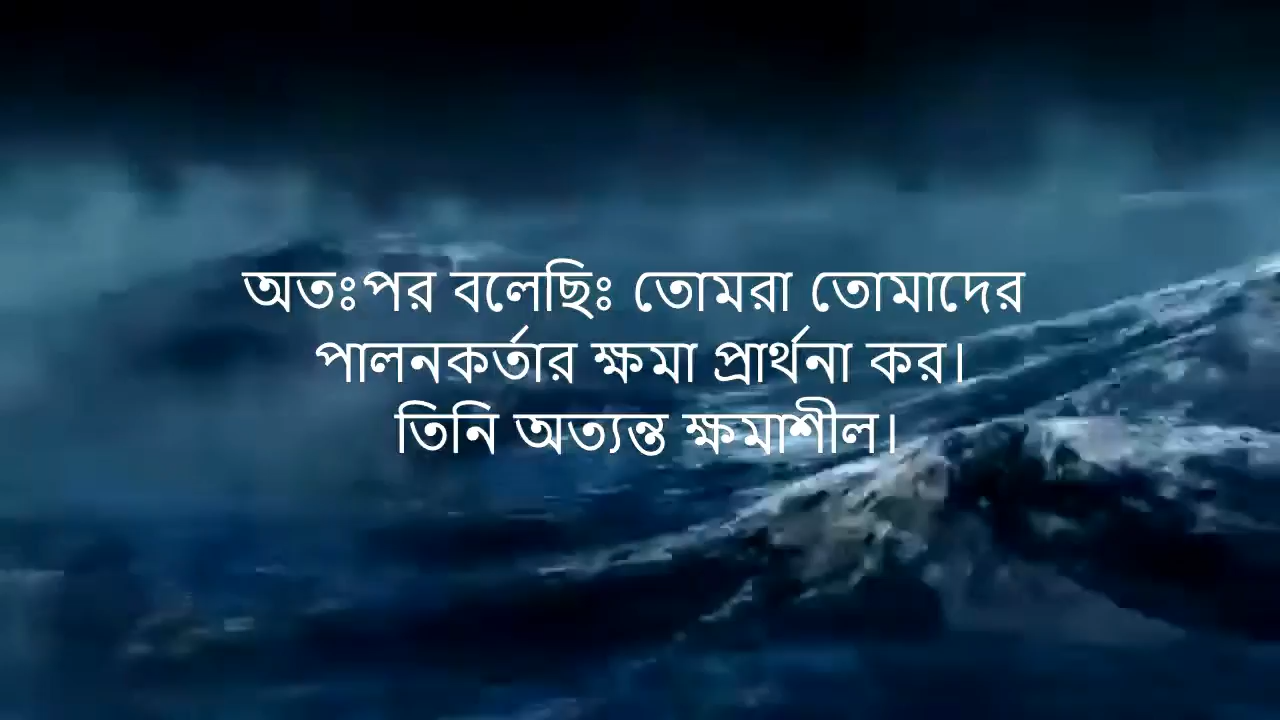 অতঃপর বলেছিঃ তোমরা তোমাদের
পালনকর্তার ক্ষমা প্রার্থনা কর।
তিনি অত্যন্ত ক্ষমাশীল।